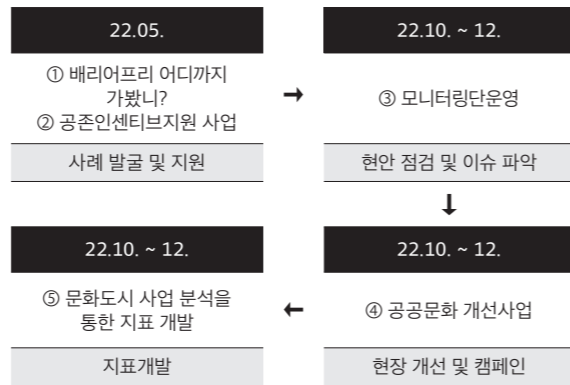 22.05.
① 배리어프리 어디까지
가봤니?
② 공존인센티브지원 사업
사례 발굴 및 지원
→
22.10. ~ 12.
③ 모니터링단운영
현안 점검 및 이슈 파악
↓
22.10. ~ 12.
④ 공공문화 개선사업
현장 개선 및 캠페인
←
22.10. ~ 12.
⑤ 문화도시 사업 분석을
통한 지표 개발
지표개발